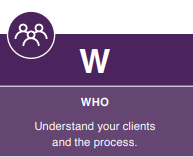 W
WHO
Understand your clients
and the process.